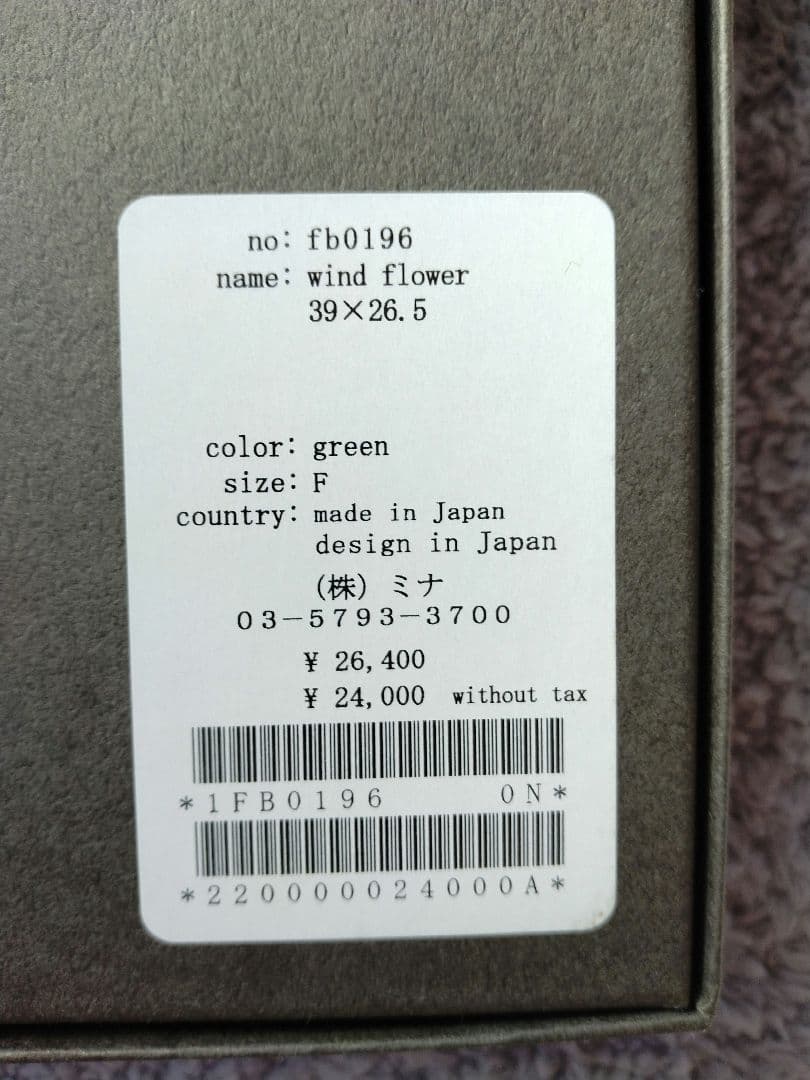 no: fb0196
name: wind flower
39×26.5
color: green
size: F
country: made in Japan
design in Japan
（株）ミナ
03－5793－3700
¥ 26,400
¥ 24,000 without tax
*1FB0196 0N*
*220000024000A*